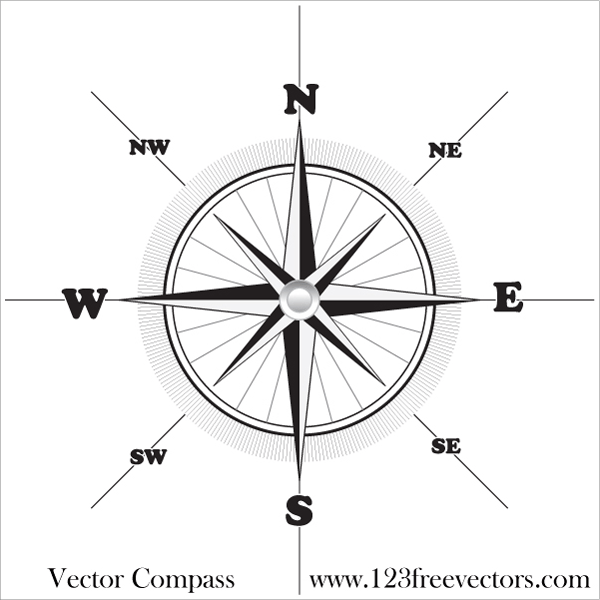 N
NW NE
W E
SW SE
S
Vector Compass www.123freevectors.com